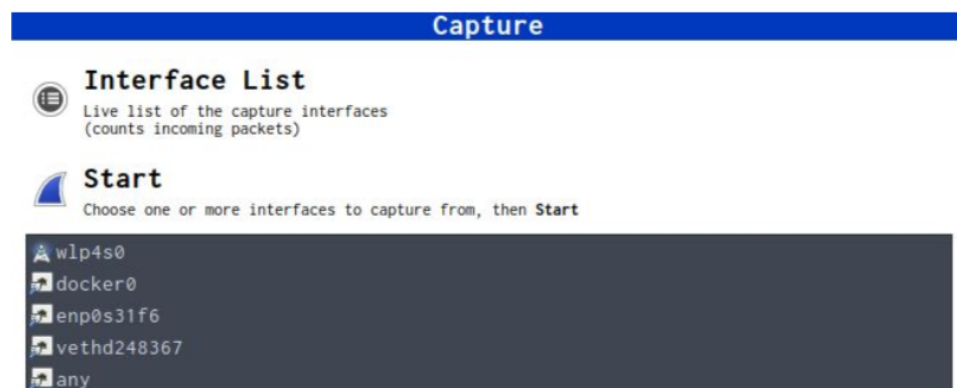 Capture
Interface List
Live list of the capture interfaces
(counts incoming packets)
Start
Choose one or more interfaces to capture from, then Start
wlp4s0
docker0
enp0s31f6
vethd248367
any